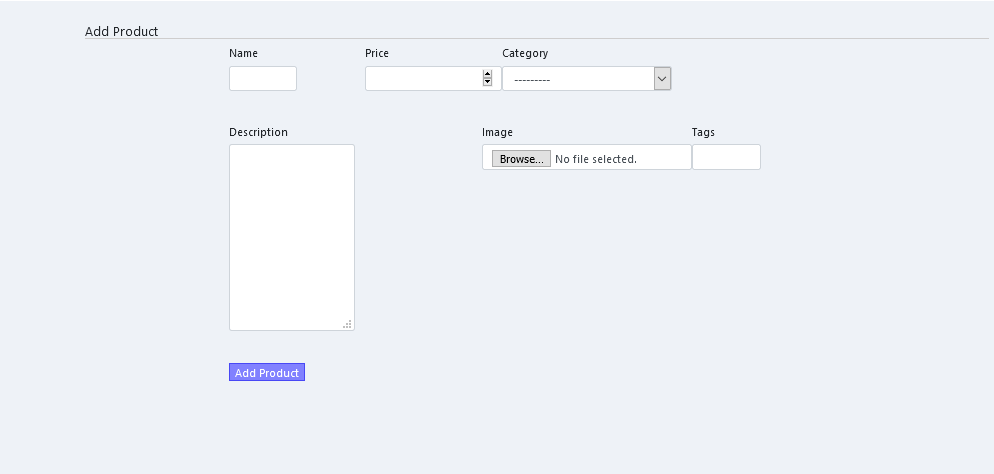 Add Product
Name Price Category
---------
Description Image Tags
Browse... No file selected.
Add Product